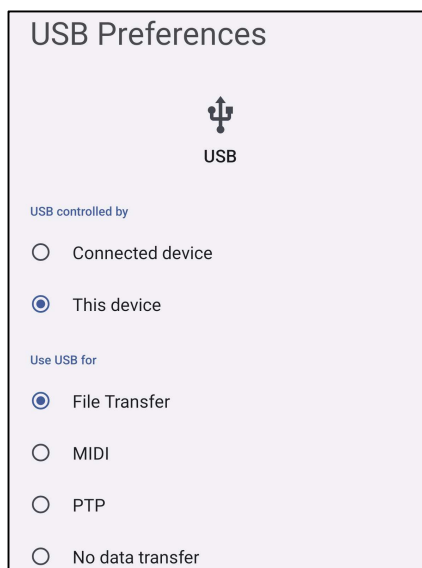 USB Preferences
USB
USB controlled by
Connected device
This device
Use USB for
File Transfer
MIDI
PTP
No data transfer